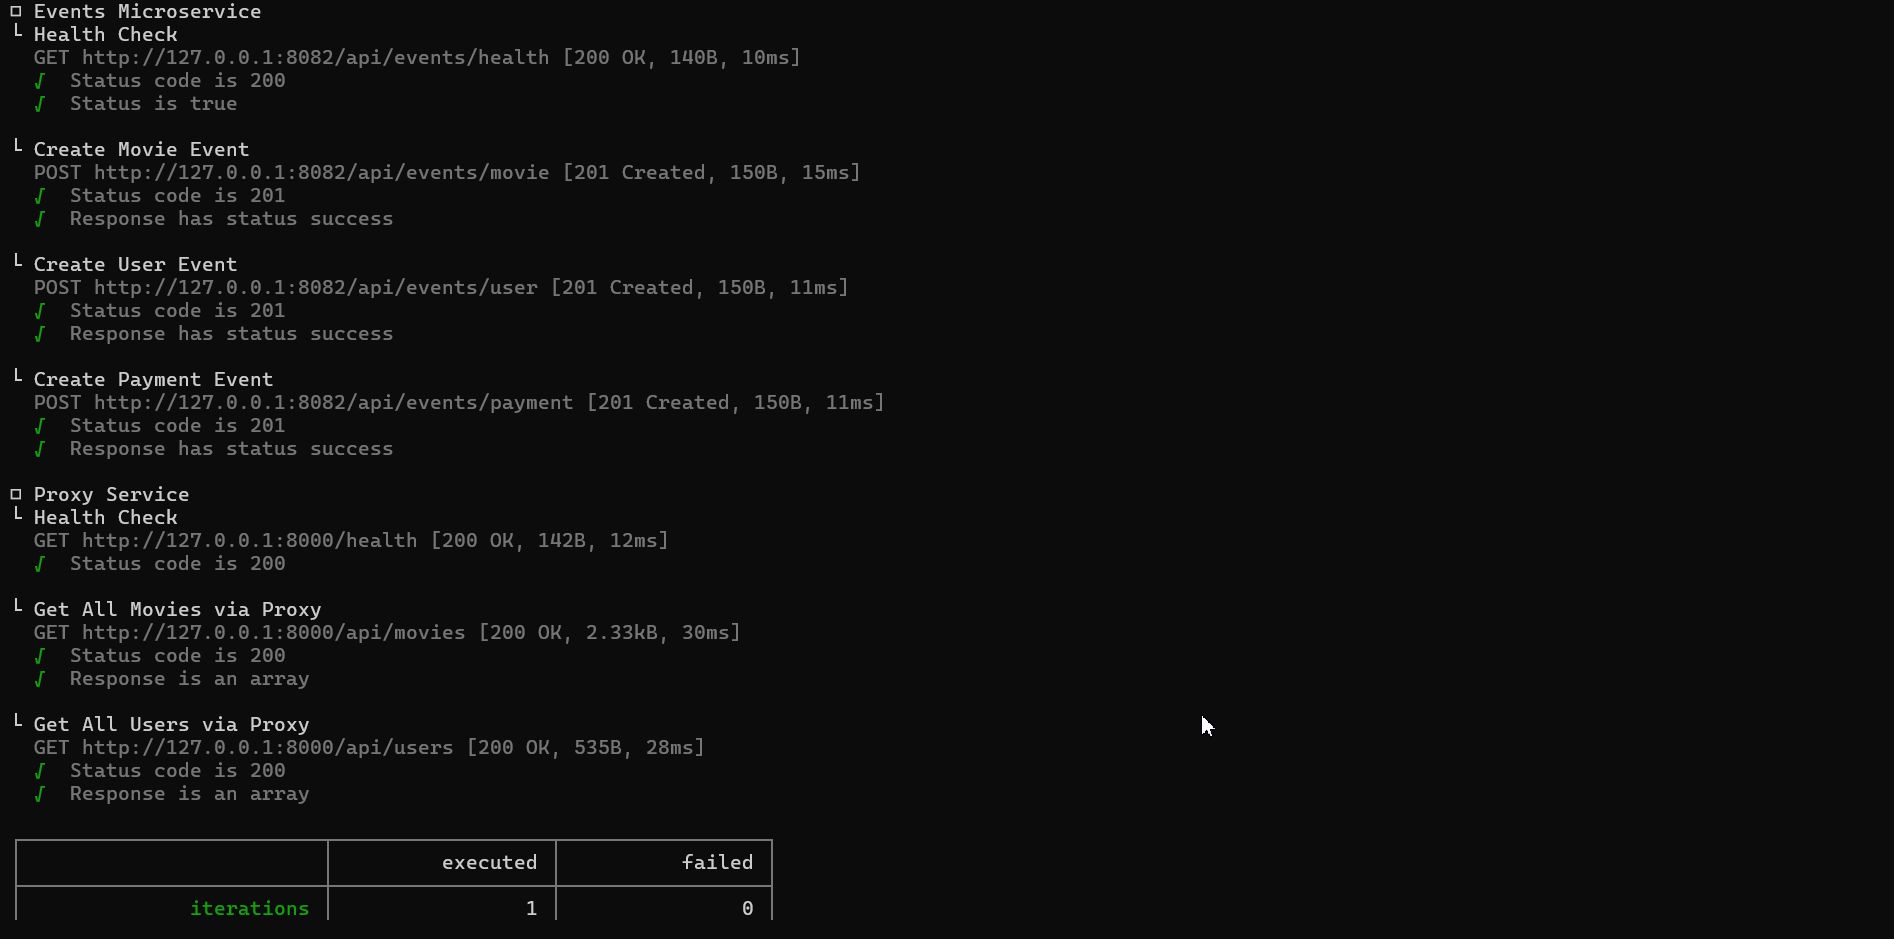 □ Events Microservice
└ Health Check
GET http://127.0.0.1:8082/api/events/health [200 OK, 140B, 10ms]
√ Status code is 200
√ Status is true
└ Create Movie Event
POST http://127.0.0.1:8082/api/events/movie [201 Created, 150B, 15ms]
√ Status code is 201
√ Response has status success
└ Create User Event
POST http://127.0.0.1:8082/api/events/user [201 Created, 150B, 11ms]
√ Status code is 201
√ Response has status success
└ Create Payment Event
POST http://127.0.0.1:8082/api/events/payment [201 Created, 150B, 11ms]
√ Status code is 201
√ Response has status success
□ Proxy Service
└ Health Check
GET http://127.0.0.1:8000/health [200 OK, 142B, 12ms]
√ Status code is 200
└ Get All Movies via Proxy
GET http://127.0.0.1:8000/api/movies [200 OK, 2.33kB, 30ms]
√ Status code is 200
√ Response is an array
└ Get All Users via Proxy
GET http://127.0.0.1:8000/api/users [200 OK, 535B, 28ms]
√ Status code is 200
√ Response is an array
executed failed
iterations 1 0